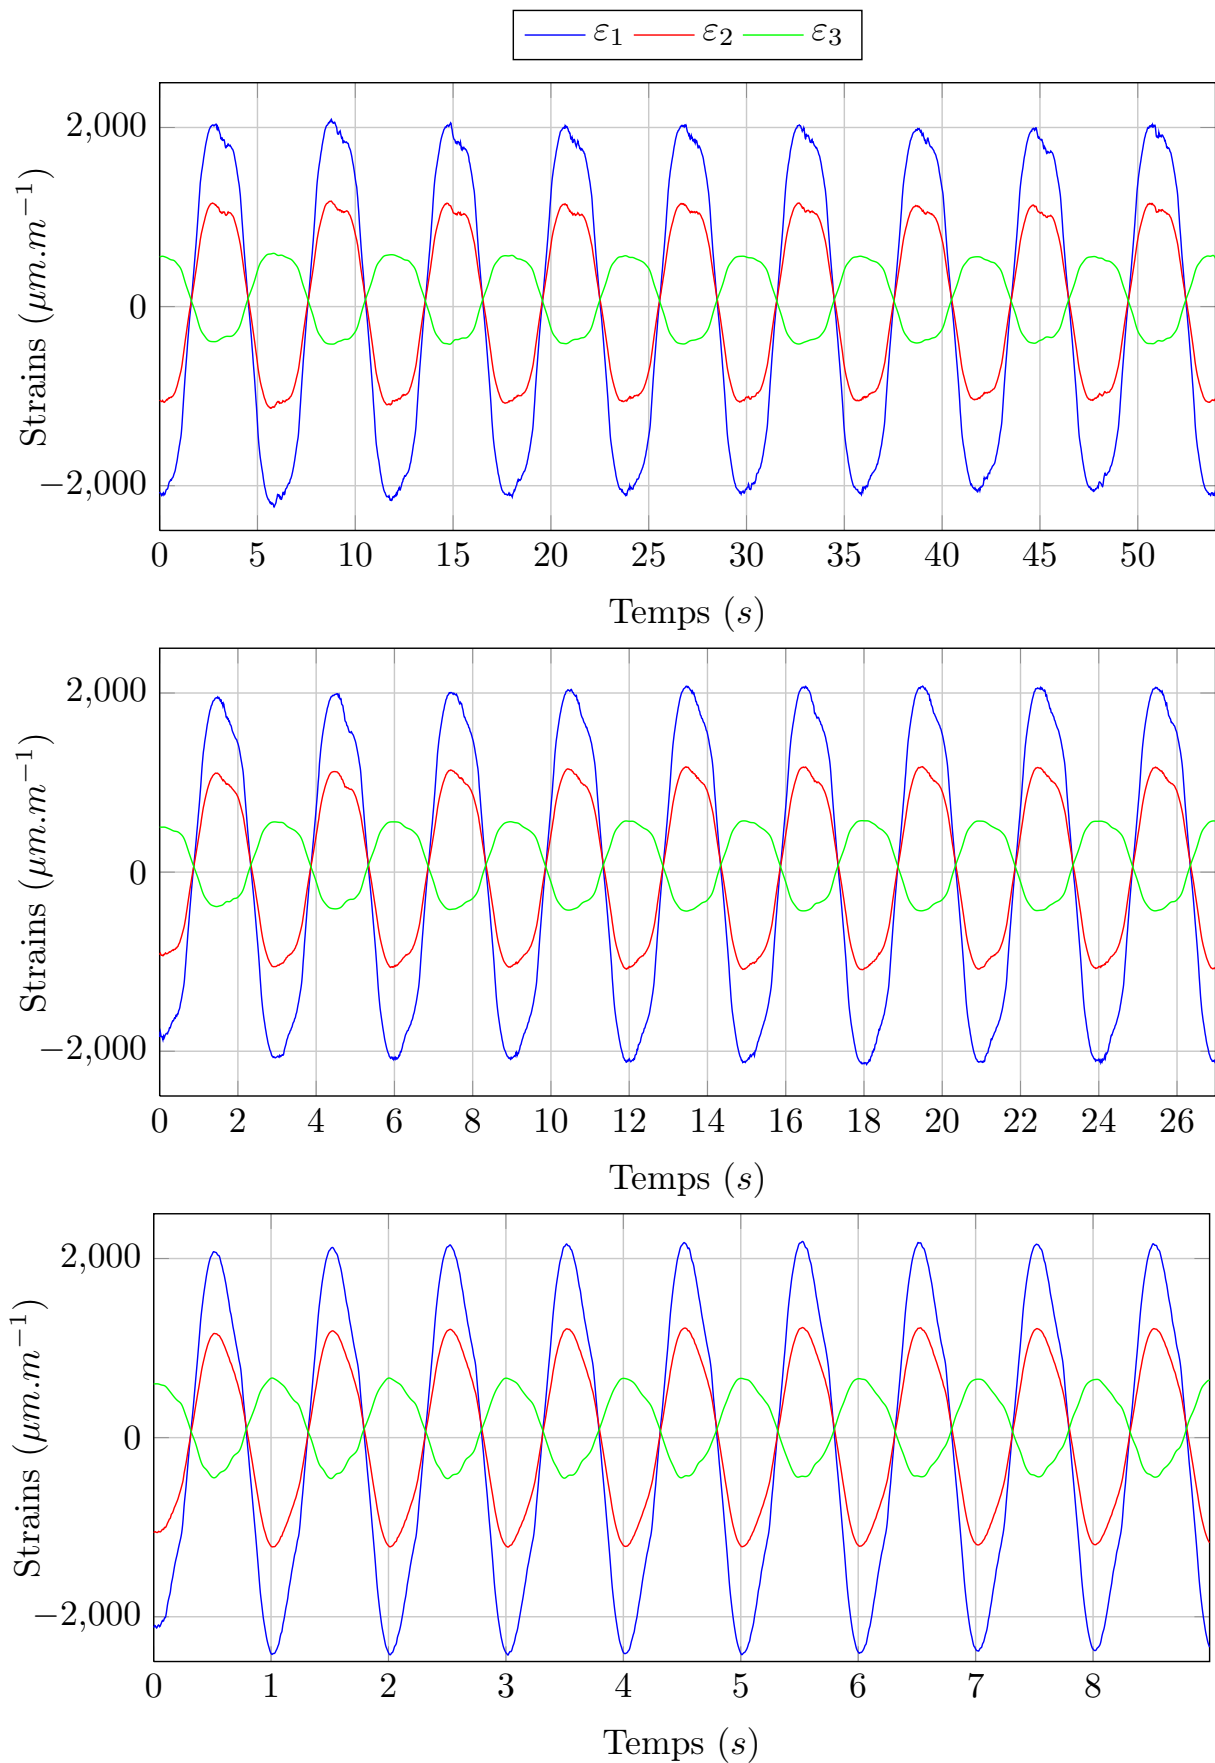 ε1 ε2 ε3
2,000
0
−2,000
Strains (μm.m−1)
0 5 10 15 20 25 30 35 40 45 50
Temps (s)
2,000
0
−2,000
Strains (μm.m−1)
0 2 4 6 8 10 12 14 16 18 20 22 24 26
Temps (s)
2,000
0
−2,000
Strains (μm.m−1)
0 1 2 3 4 5 6 7 8
Temps (s)